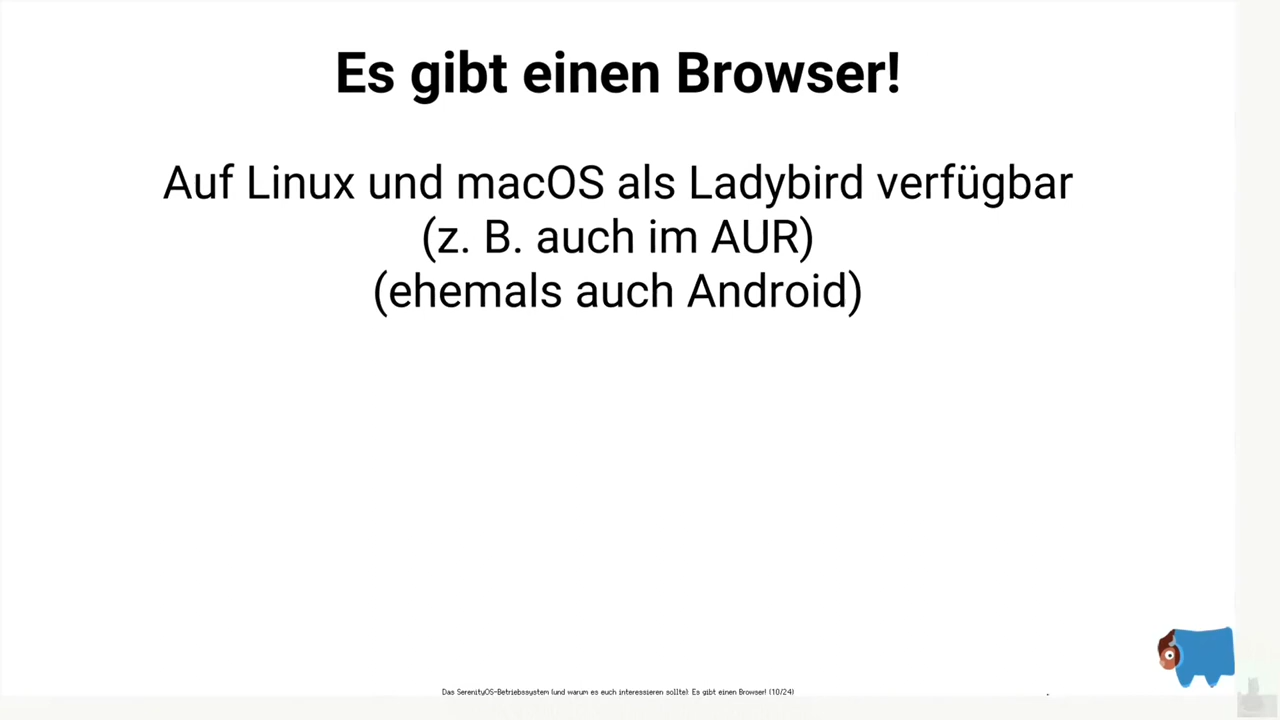 Es gibt einen Browser!
Auf Linux und macOS als Ladybird verfügbar
(z. B. auch im AUR)
(ehemals auch Android)
Das SerenityOS-Betriebssystem (und warum es euch interessieren sollte): Es gibt einen Browser! (10/24)